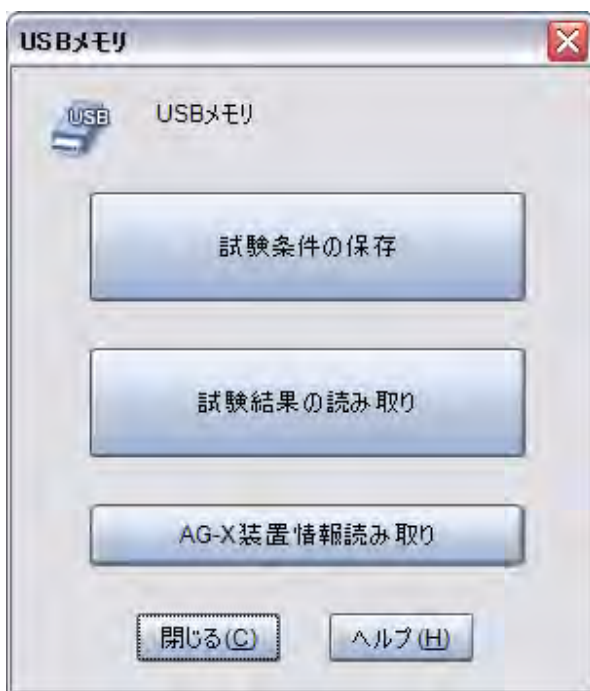 USBメモリ
USB
USBメモリ
試験条件の保存
試験結果の読み取り
AG-X装置情報読み取り
閉じる(C)
ヘルプ(H)